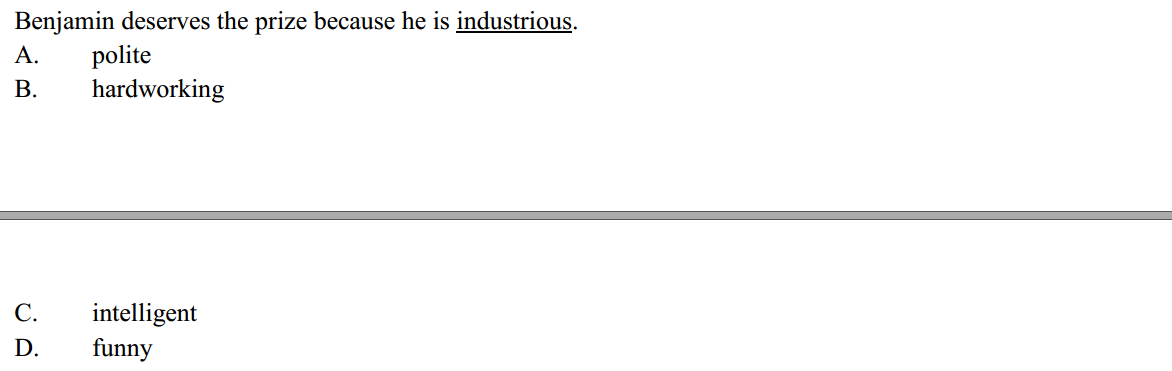 Benjamin deserves the prize because he is industrious.
A. polite
B. hardworking
C. intelligent
D. funny